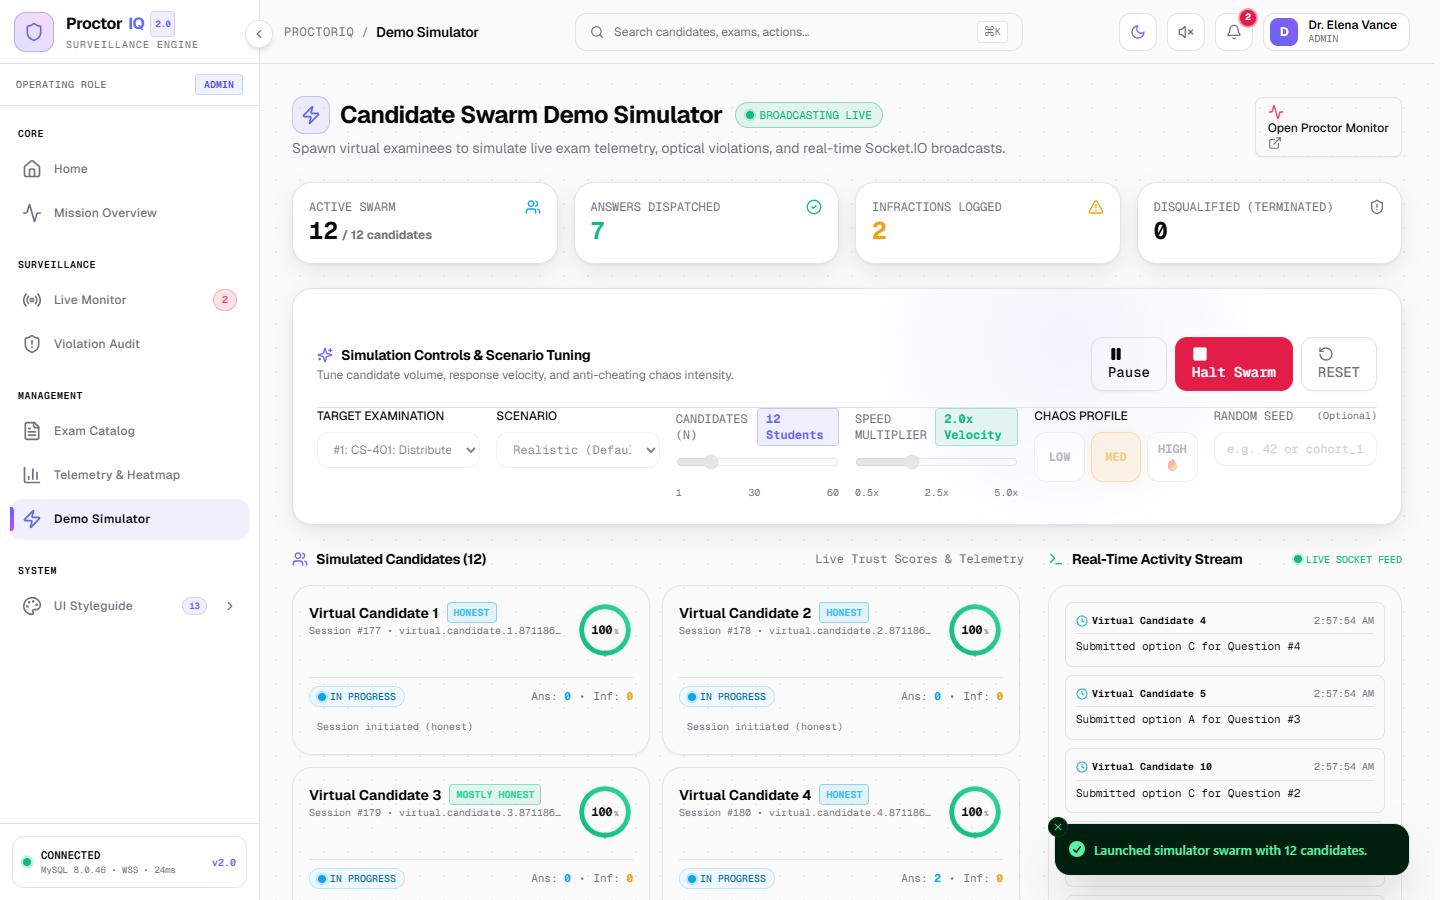 Proctor IQ 2.0
SURVEILLANCE ENGINE
OPERATING ROLE
ADMIN
CORE
Home
Mission Overview
SURVEILLANCE
Live Monitor
2
Violation Audit
MANAGEMENT
Exam Catalog
Telemetry & Heatmap
Demo Simulator
SYSTEM
UI Styleguide
13
CONNECTED
MySQL 8.0.46 • WSS • 24ms
v2.0
PROCTORIQ / Demo Simulator
Search candidates, exams, actions...
⌘K
2
D
Dr. Elena Vance
ADMIN
Candidate Swarm Demo Simulator
BROADCASTING LIVE
Spawn virtual examinees to simulate live exam telemetry, optical violations, and real-time Socket.IO broadcasts.
Open Proctor Monitor
ACTIVE SWARM
12 / 12 candidates
ANSWERS DISPATCHED
7
INFRACTIONS LOGGED
2
DISQUALIFIED (TERMINATED)
0
Simulation Controls & Scenario Tuning
Tune candidate volume, response velocity, and anti-cheating chaos intensity.
Pause
Halt Swarm
RESET
TARGET EXAMINATION
#1: CS-401: Distribute
SCENARIO
Realistic (Defau
CANDIDATES (N)
12 Students
1 30 60
SPEED MULTIPLIER
2.0x Velocity
0.5x 2.5x 5.0x
CHAOS PROFILE
LOW
MED
HIGH
RANDOM SEED (Optional)
e.g. 42 or cohort_1
Simulated Candidates (12)
Live Trust Scores & Telemetry
Virtual Candidate 1
HONEST
Session #177 • virtual.candidate.1.871186…
100%
IN PROGRESS
Ans: 0 • Inf: 0
Session initiated (honest)
Virtual Candidate 2
HONEST
Session #178 • virtual.candidate.2.871186…
100%
IN PROGRESS
Ans: 0 • Inf: 0
Session initiated (honest)
Virtual Candidate 3
MOSTLY HONEST
Session #179 • virtual.candidate.3.871186…
100%
IN PROGRESS
Ans: 0 • Inf: 0
Virtual Candidate 4
HONEST
Session #180 • virtual.candidate.4.871186…
100%
IN PROGRESS
Ans: 2 • Inf: 0
Real-Time Activity Stream
LIVE SOCKET FEED
Virtual Candidate 4
2:57:54 AM
Submitted option C for Question #4
Virtual Candidate 5
2:57:54 AM
Submitted option A for Question #3
Virtual Candidate 10
2:57:54 AM
Submitted option C for Question #2
Launched simulator swarm with 12 candidates.